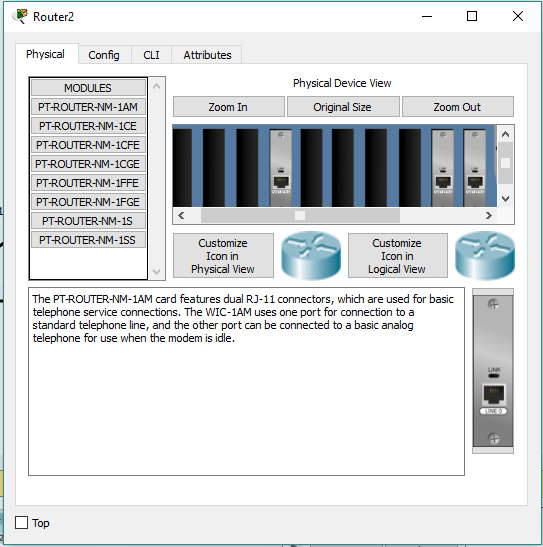 Router2
Physical
Config
CLI
Attributes
MODULES
PT-ROUTER-NM-1AM
PT-ROUTER-NM-1CE
PT-ROUTER-NM-1CFE
PT-ROUTER-NM-1CGE
PT-ROUTER-NM-1FFE
PT-ROUTER-NM-1FGE
PT-ROUTER-NM-1S
PT-ROUTER-NM-1SS
Physical Device View
Zoom In
Original Size
Zoom Out
Customize
Icon in
Physical View
Customize
Icon in
Logical View
The PT-ROUTER-NM-1AM card features dual RJ-11 connectors, which are used for basic
telephone service connections. The WIC-1AM uses one port for connection to a
standard telephone line, and the other port can be connected to a basic analog
telephone for use when the modem is idle.
LINK
LINE 0
Top